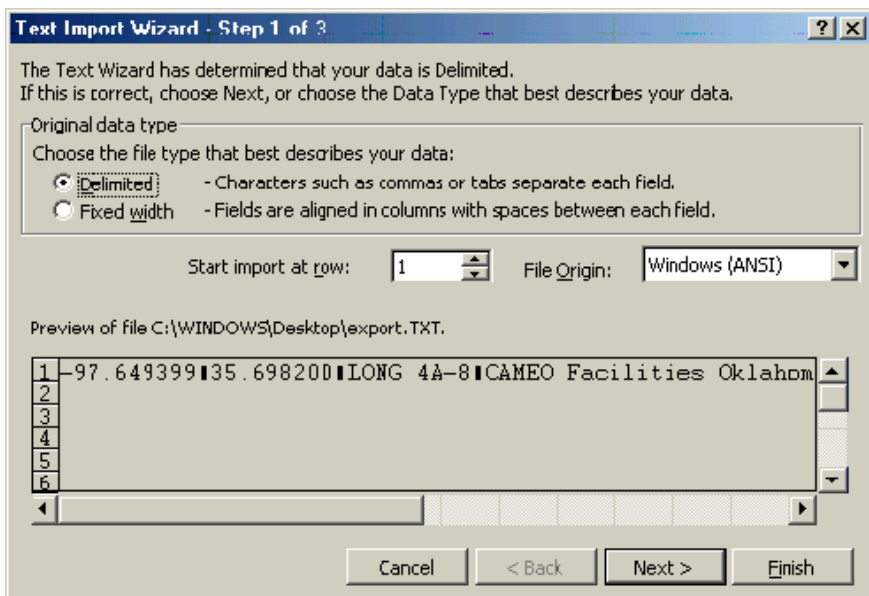 Text Import Wizard - Step 1 of 3
The Text Wizard has determined that your data is Delimited.
If this is correct, choose Next, or choose the Data Type that best describes your data.
Original data type
Choose the file type that best describes your data:
Delimited - Characters such as commas or tabs separate each field.
Fixed width - Fields are aligned in columns with spaces between each field.
Start import at row: 1 File Origin: Windows (ANSI)
Preview of file C:\WINDOWS\Desktop\export.TXT.
1 -97.649399▮35.698200▮LONG 4A-8▮CAMEO Facilities Oklahom
2
3
4
5
6
Cancel < Back Next > Finish